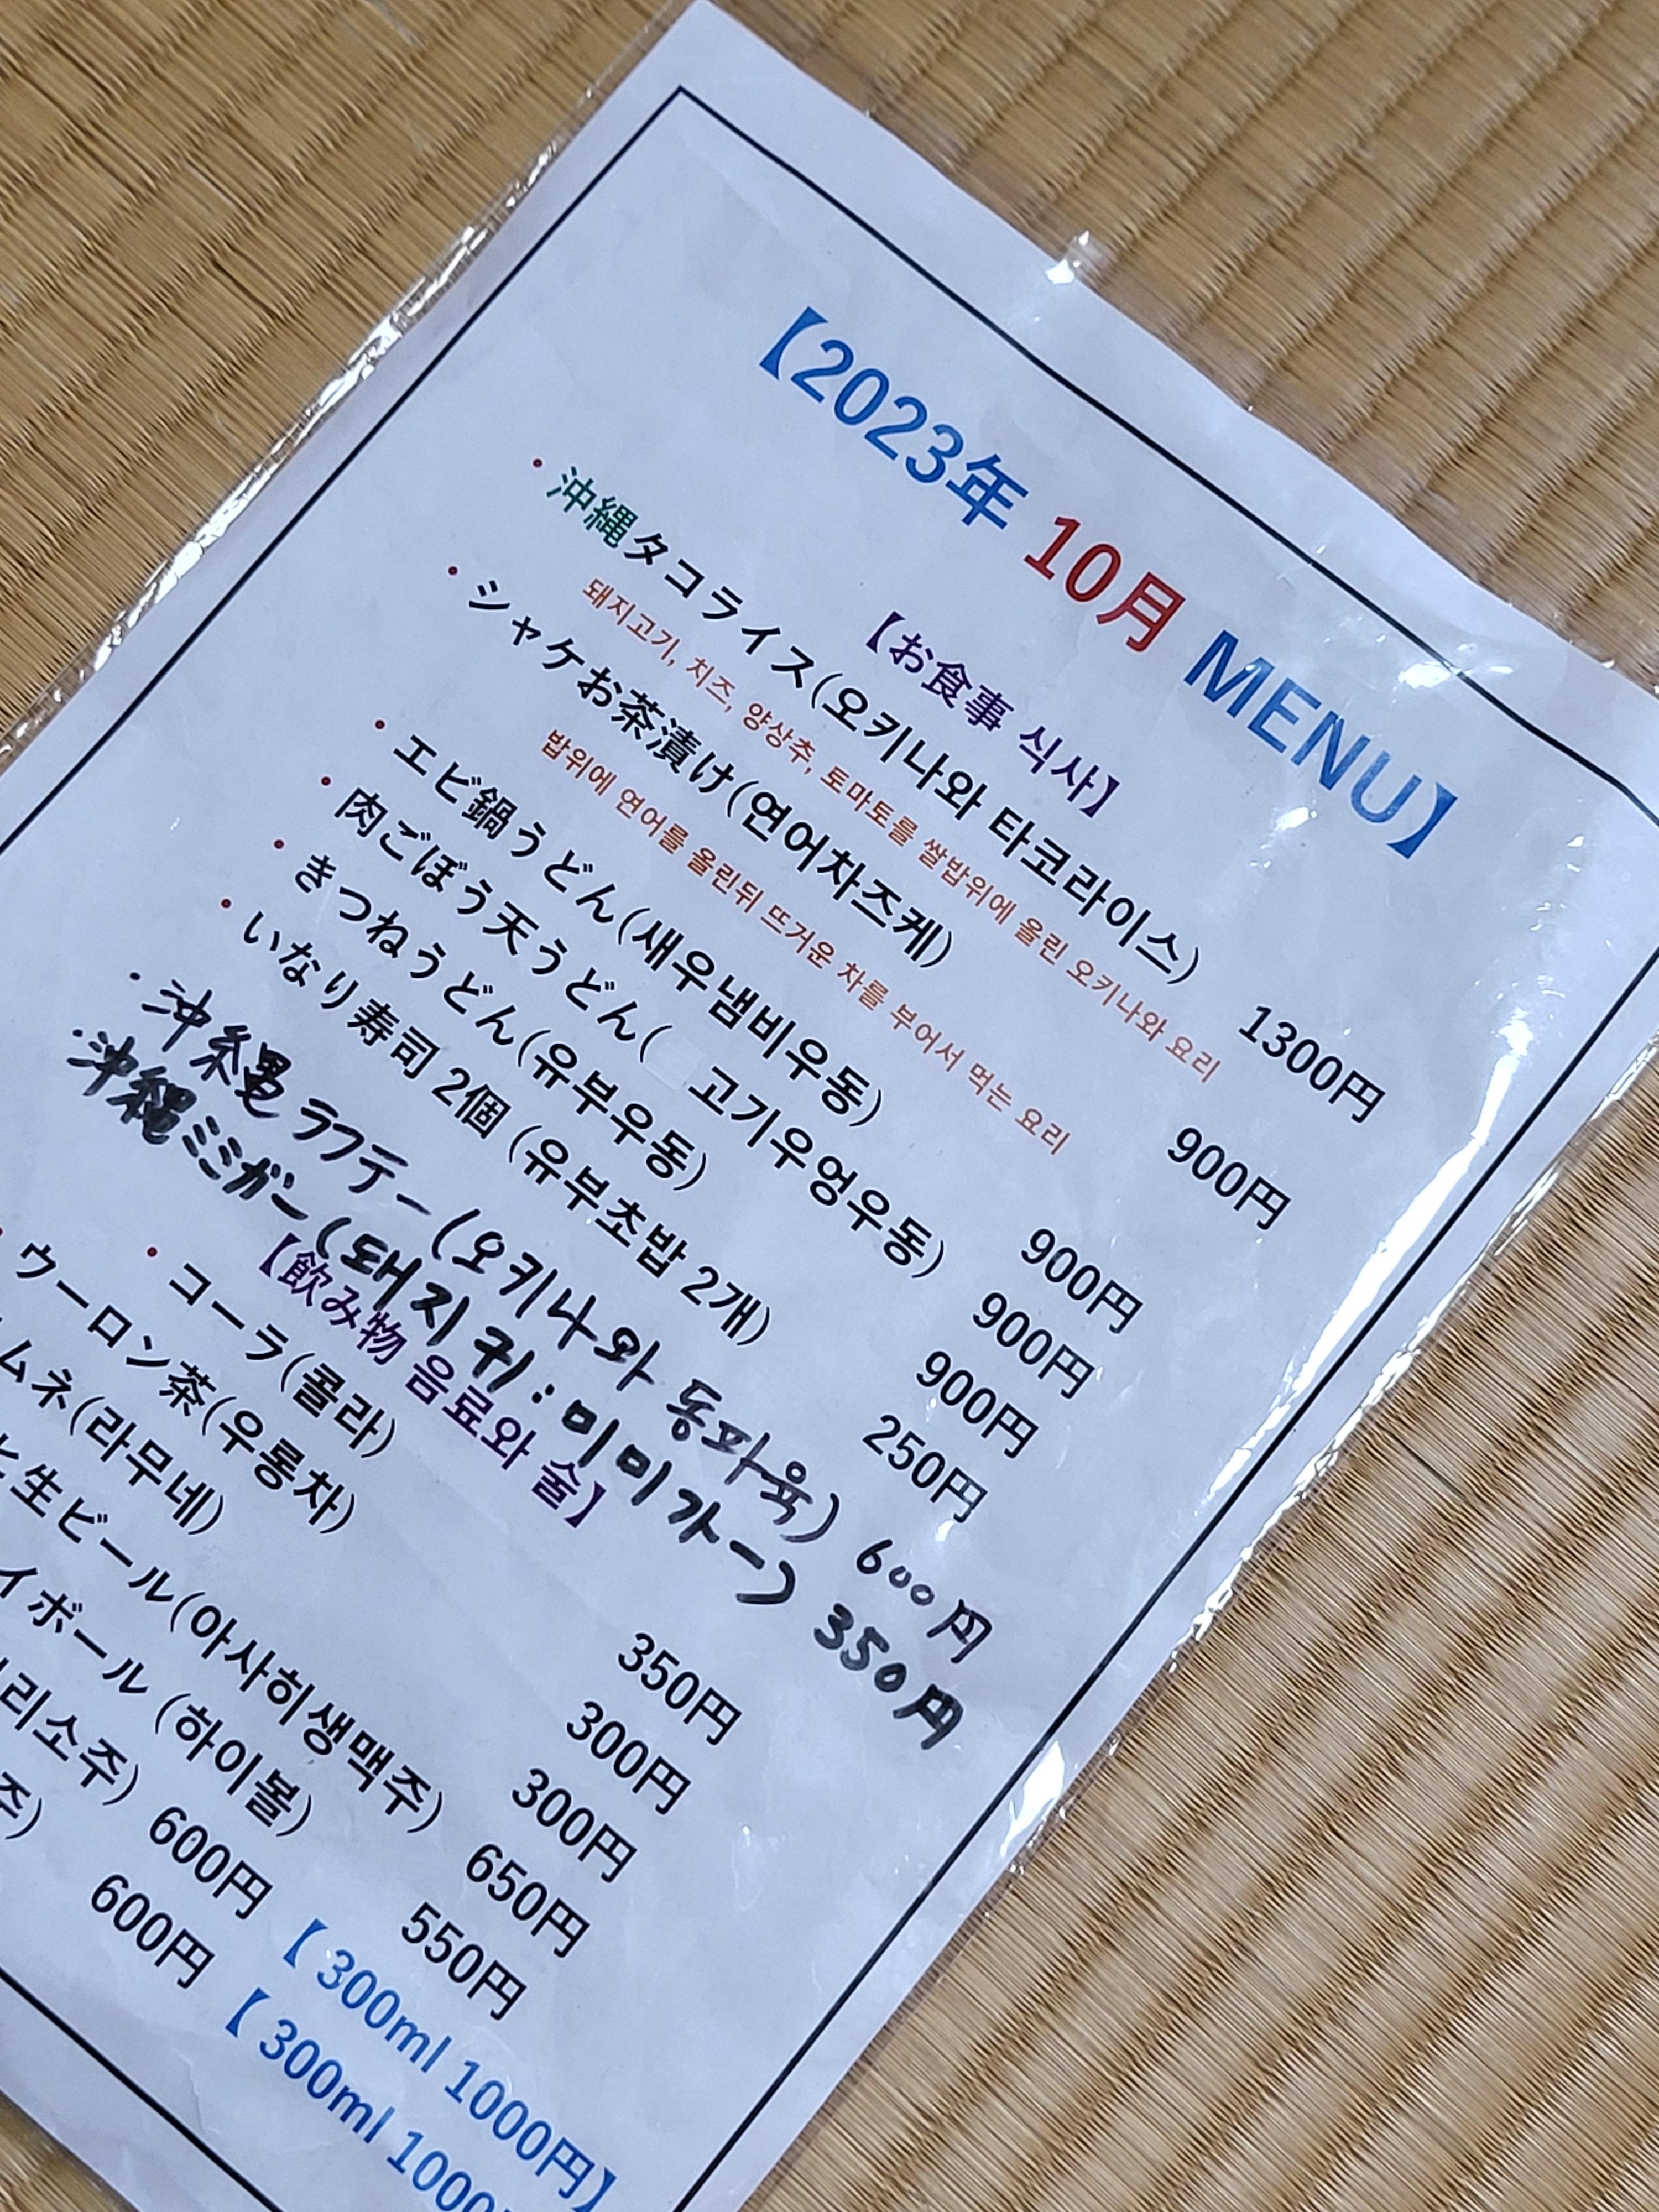 【2023年 10月 MENU】
【お食事 식사】
・沖縄タコライス(오키나와 타코라이스) 1300円
돼지고기, 치즈, 양상추, 토마토를 쌀밥위에 올린 오키나와 요리
・シャケお茶漬け(연어차즈케) 900円
밥위에 연어를 올린뒤 뜨거운 차를 부어서 먹는 요리
・エビ鍋うどん(새우냄비우동) 900円
・肉ごぼう天うどん( 고기우엉우동) 900円
・きつねうどん(유부우동) 900円
・いなり寿司 2個 (유부초밥 2개) 250円
・沖縄ラフテー(오키나와 동파육) 600円
・沖縄ミミガー(돼지귀:미미가ー) 350円
【飲み物 음료와 술】
・コーラ(콜라) 350円
・ウーロン茶(우롱차) 300円
ムネ(라무네) 300円
生ビール(아사히생맥주) 650円
イボール (하이볼) 550円
리소주) 600円 【 300ml 1000円】
주) 600円 【 300ml 1000